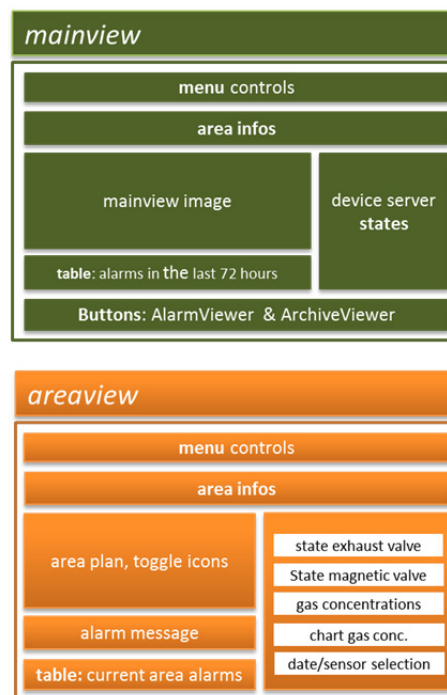 mainview
menu controls
area infos
mainview image
device server
states
table: alarms in the last 72 hours
Buttons: AlarmViewer & ArchiveViewer
areaview
menu controls
area infos
area plan, toggle icons
state exhaust valve
State magnetic valve
gas concentrations
alarm message
chart gas conc.
table: current area alarms
date/sensor selection